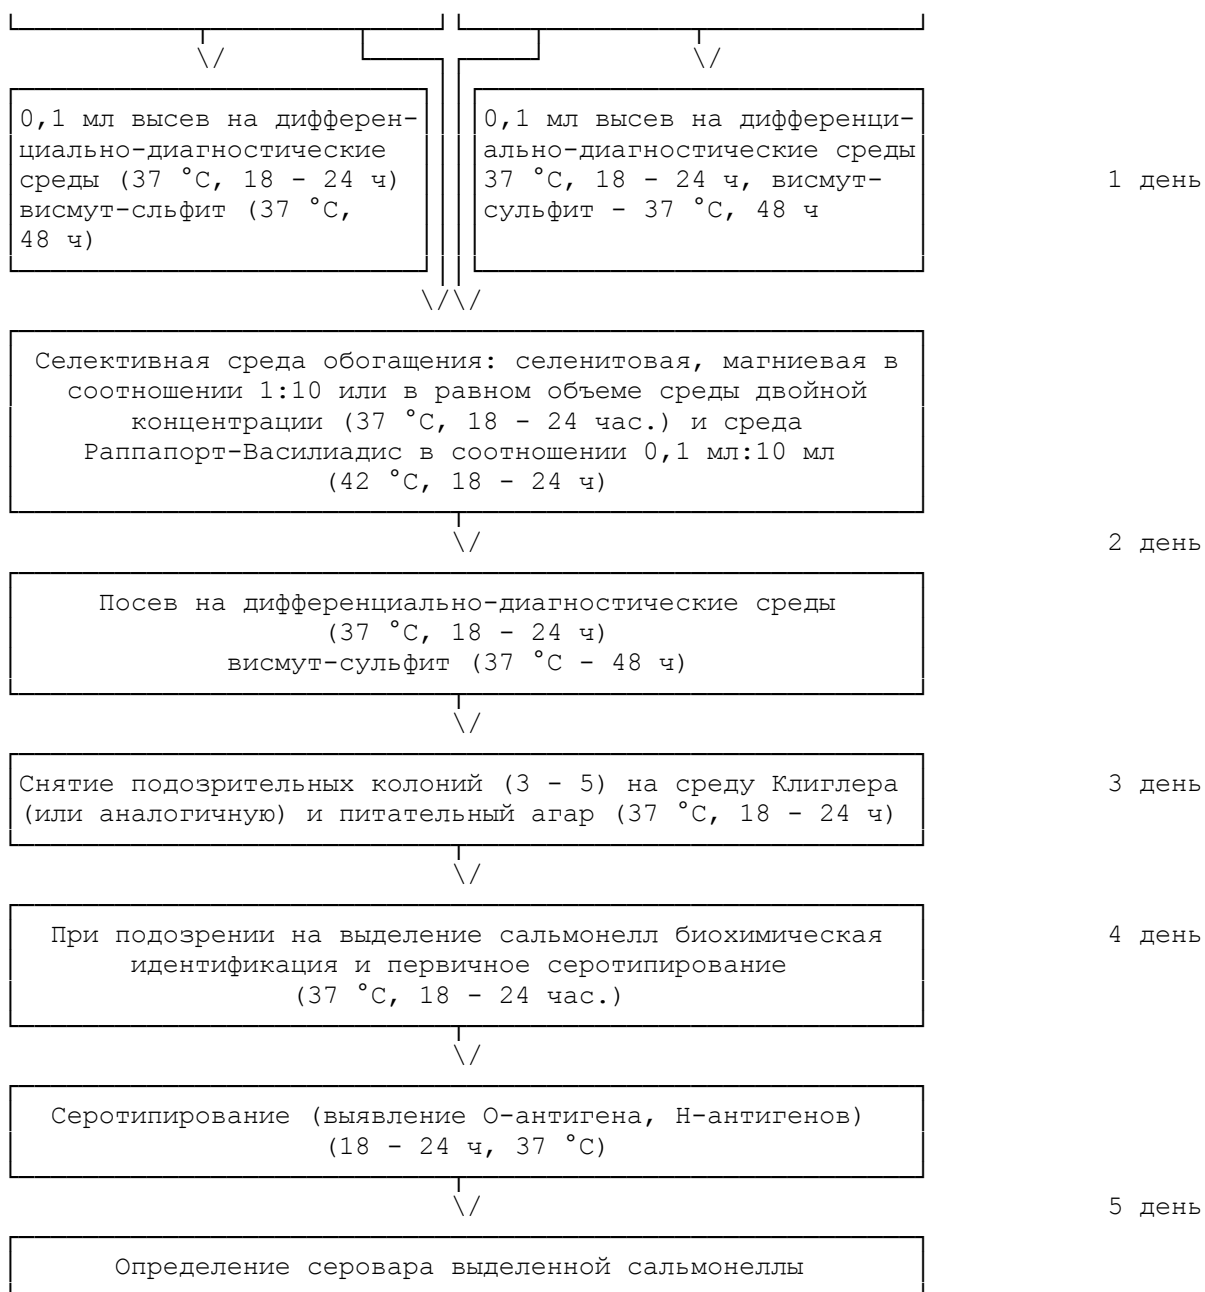 0,1 мл высев на дифферен-
циально-диагностические
среды (37 °C, 18 - 24 ч)
висмут-сльфит (37 °C,
48 ч)
0,1 мл высев на дифференци-
ально-диагностические среды
37 °C, 18 - 24 ч, висмут-
сульфит - 37 °C, 48 ч
1 день
Селективная среда обогащения: селенитовая, магниевая в
соотношении 1:10 или в равном объеме среды двойной
концентрации (37 °C, 18 - 24 час.) и среда
Раппапорт-Василиадис в соотношении 0,1 мл:10 мл
(42 °C, 18 - 24 ч)
2 день
Посев на дифференциально-диагностические среды
(37 °C, 18 - 24 ч)
висмут-сульфит (37 °C - 48 ч)
Снятие подозрительных колоний (3 - 5) на среду Клиглера
(или аналогичную) и питательный агар (37 °C, 18 - 24 ч)
3 день
При подозрении на выделение сальмонелл биохимическая
идентификация и первичное серотипирование
(37 °C, 18 - 24 час.)
4 день
Серотипирование (выявление О-антигена, Н-антигенов)
(18 - 24 ч, 37 °C)
5 день
Определение серовара выделенной сальмонеллы